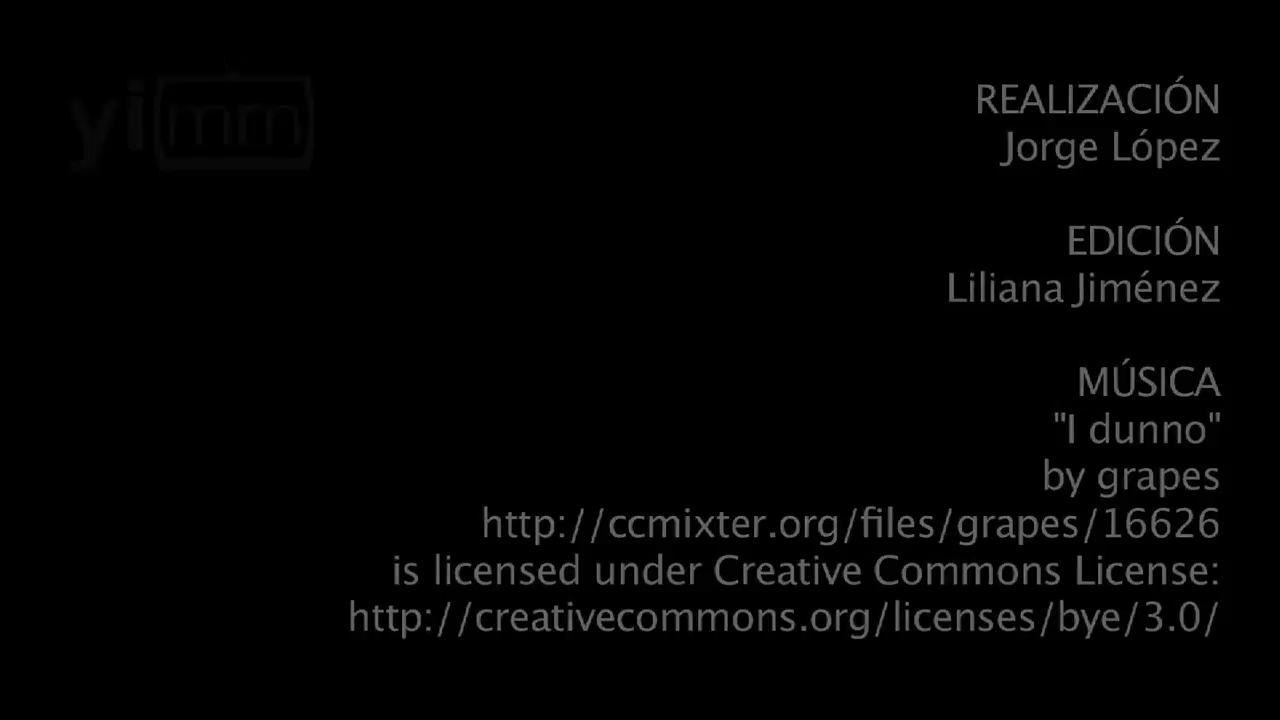 yimm
REALIZACIÓN
Jorge López
EDICIÓN
Liliana Jiménez
MÚSICA
"I dunno"
by grapes
http://ccmixter.org/files/grapes/16626
is licensed under Creative Commons License:
http://creativecommons.org/licenses/bye/3.0/